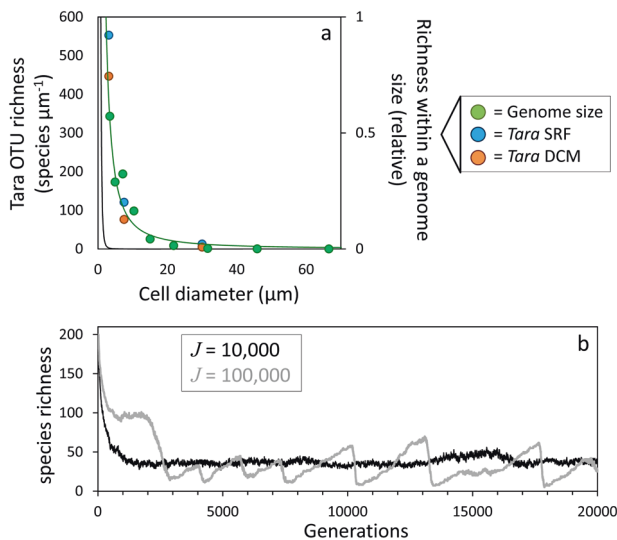 a
Tara OTU richness
(species µm⁻¹)
600
500
400
300
200
100
0
0 20 40 60
Cell diameter (µm)
1
0.5
0
Richness within a genome
size (relative)
= Genome size
= Tara SRF
= Tara DCM
b
species richness
200
150
100
50
0
J = 10,000
J = 100,000
0 5000 10000 15000 20000
Generations